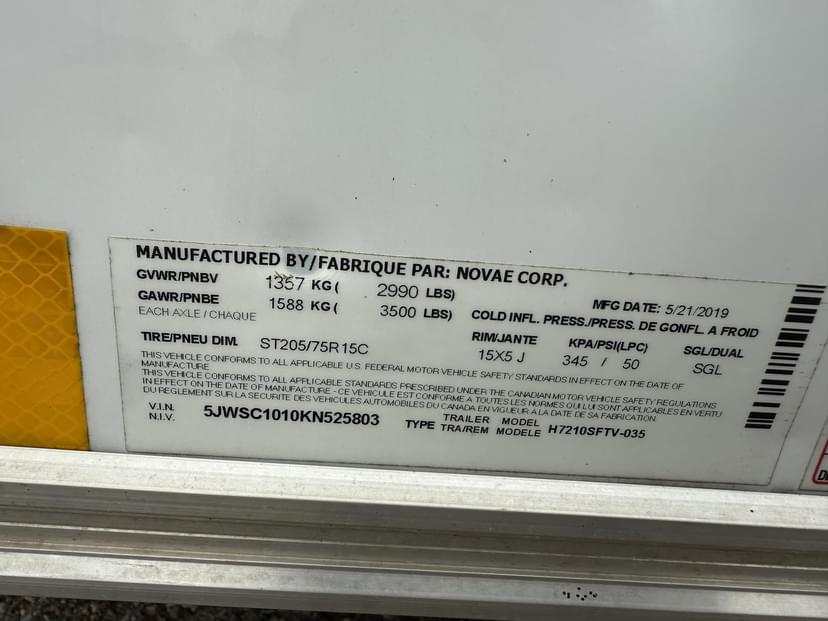 MANUFACTURED BY/FABRIQUE PAR: NOVAE CORP.
GVWR/PNBV 1357 KG ( 2990 LBS)
MFG DATE: 5/21/2019
GAWR/PNBE 1588 KG ( 3500 LBS)
EACH AXLE / CHAQUE
COLD INFL. PRESS./PRESS. DE GONFL. A FROID
TIRE/PNEU DIM. RIM/JANTE KPA/PSI(LPC) SGL/DUAL
ST205/75R15C 15X5 J 345 / 50 SGL
THIS VEHICLE CONFORMS TO ALL APPLICABLE U.S. FEDERAL MOTOR VEHICLE SAFETY STANDARDS IN EFFECT ON THE DATE OF
MANUFACTURE
THIS VEHICLE CONFORMS TO ALL APPLICABLE STANDARDS PRESCRIBED UNDER THE CANADIAN MOTOR VEHICLE SAFETY REGULATIONS
IN EFFECT ON THE DATE OF MANUFACTURE - CE VEHICULE EST CONFORME A TOUTES LES NORMES QUI LUI SONT APPLICABLES EN VERTU
DU REGLEMENT SUR LA SECURITE DES VEHICULES AUTOMOBILES DU CANADA EN VIGUEUR A LA DATE DE SA FABRICATION.
V.I.N. 5JWSC1010KN525803
N.I.V.
TYPE TRAILER MODEL H7210SFTV-035
TRA/REM MODELE